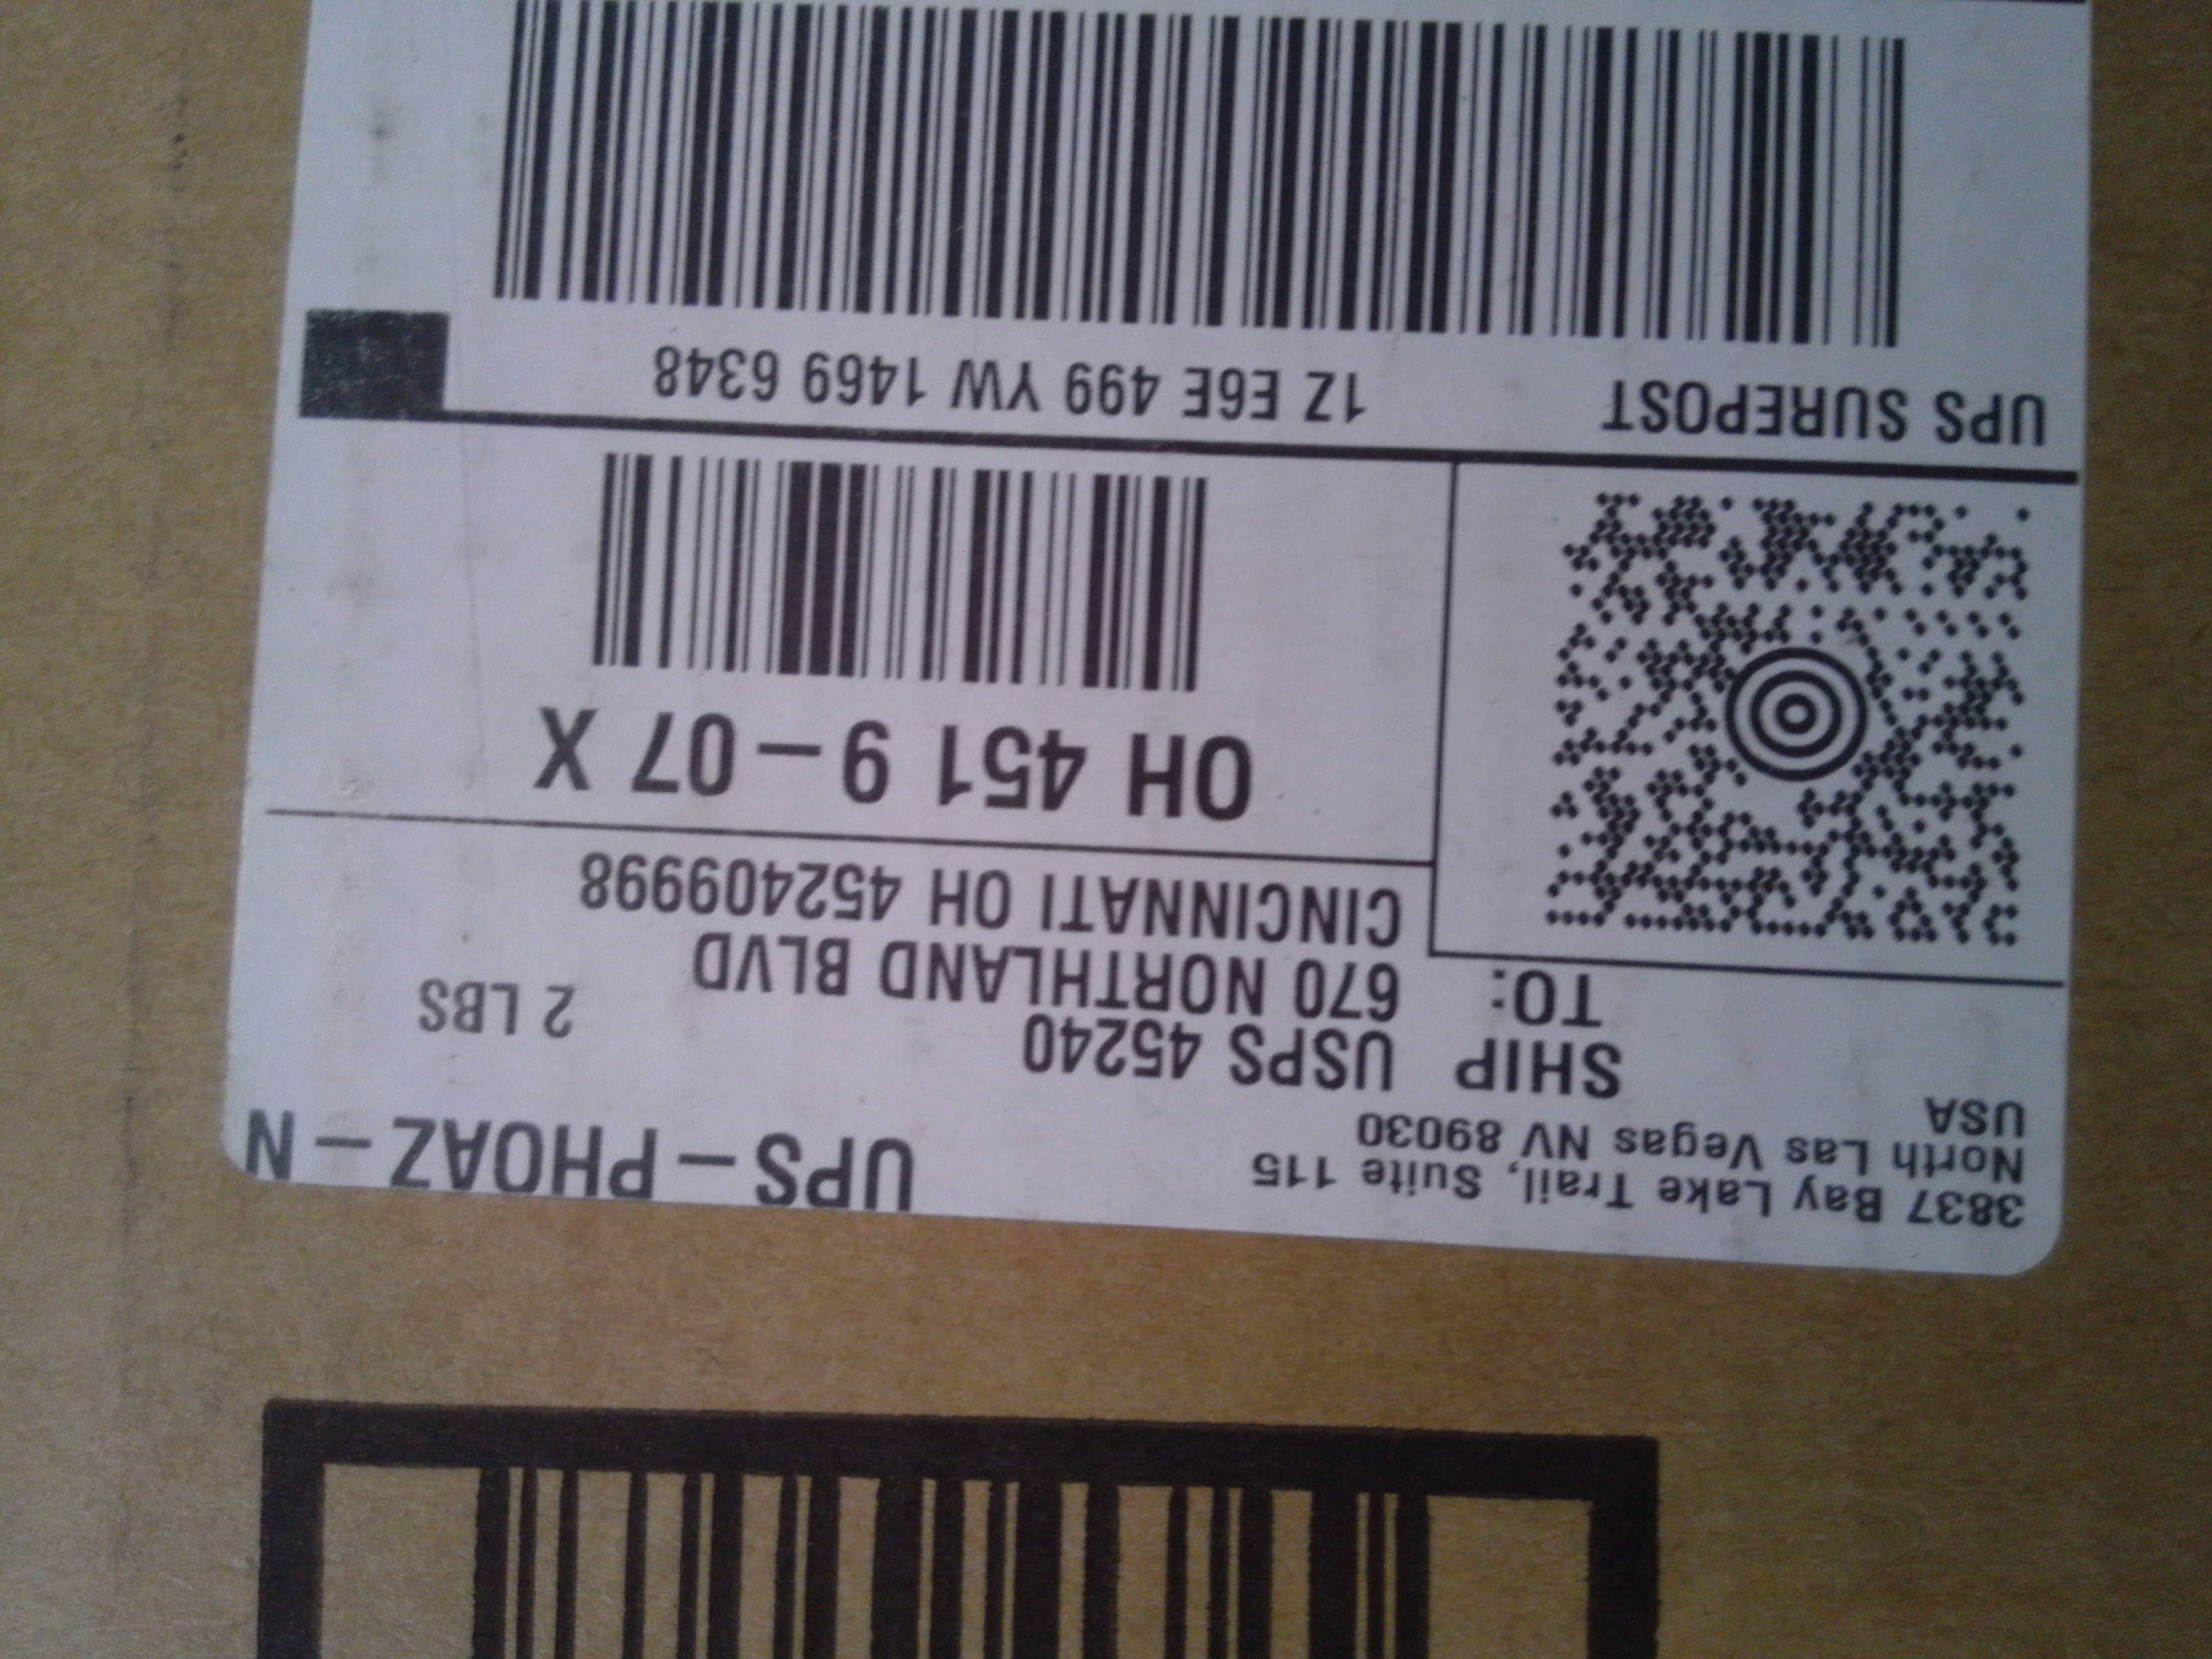 3837 Bay Lake Trail, Suite 115
North Las Vegas NV 89030
USA
UPS-PHOAZ-N
2 LBS
SHIP TO:
USPS 45240
670 NORTHLAND BLVD
CINCINNATI OH 452409998
OH 451 9-07 X
UPS SUREPOST
1Z E6E 499 YW 1469 6348